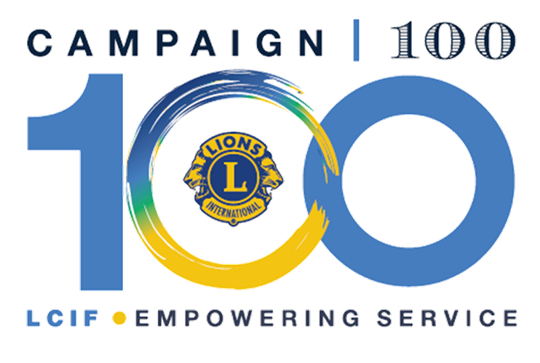 CAMPAIGN | 100
100
LIONS
L
INTERNATIONAL
LCIF • EMPOWERING SERVICE